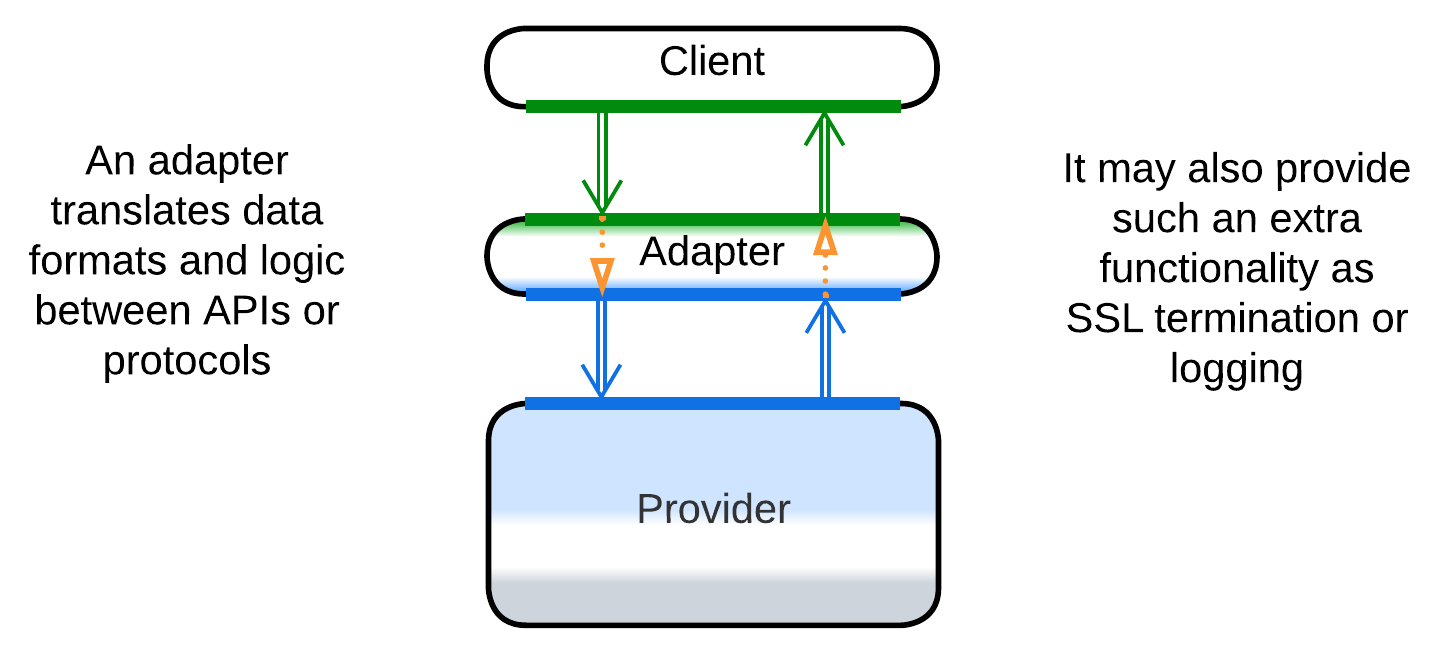 Client
An adapter
translates data
formats and logic
between APIs or
protocols
Adapter
It may also provide
such an extra
functionality as
SSL termination or
logging
Provider